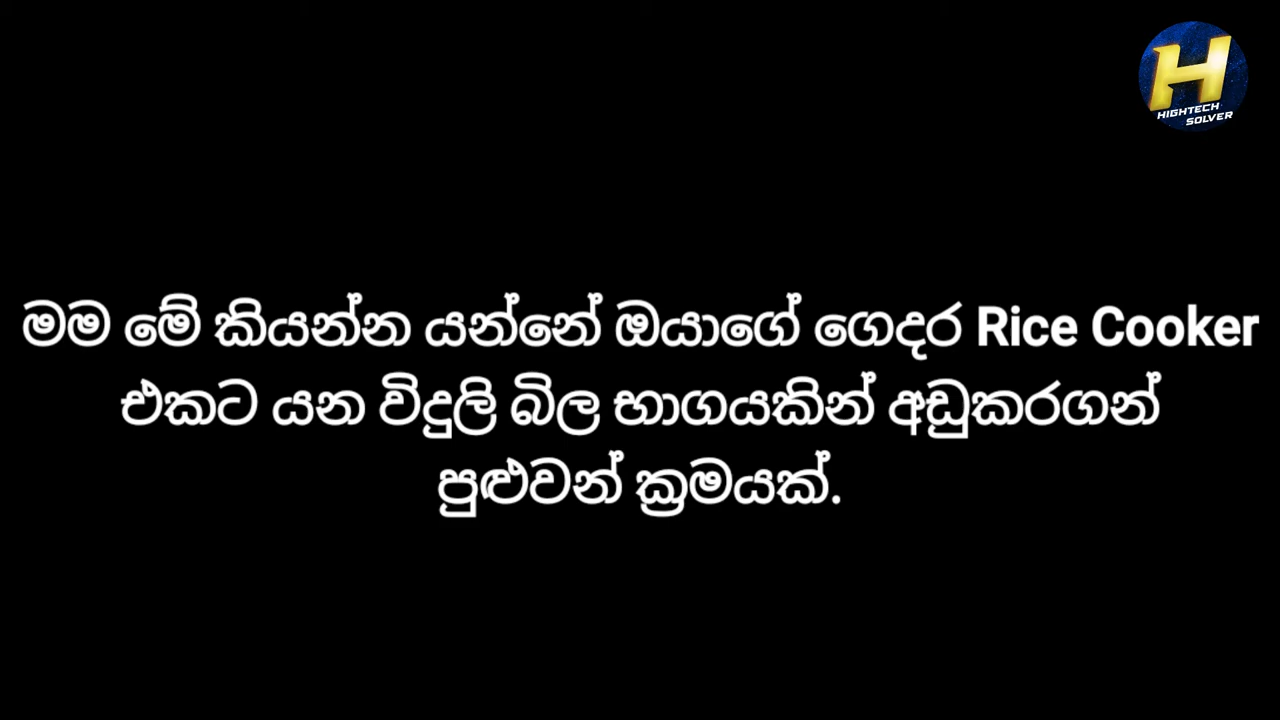 HIGHTECH
SOLVER
මම මේ කියන්න යන්නේ ඔයාගේ ගෙදර Rice Cooker
එකට යන විදුලි බිල භාගයකින් අඩුකරගන්
පුළුවන් ක්‍රමයක්.